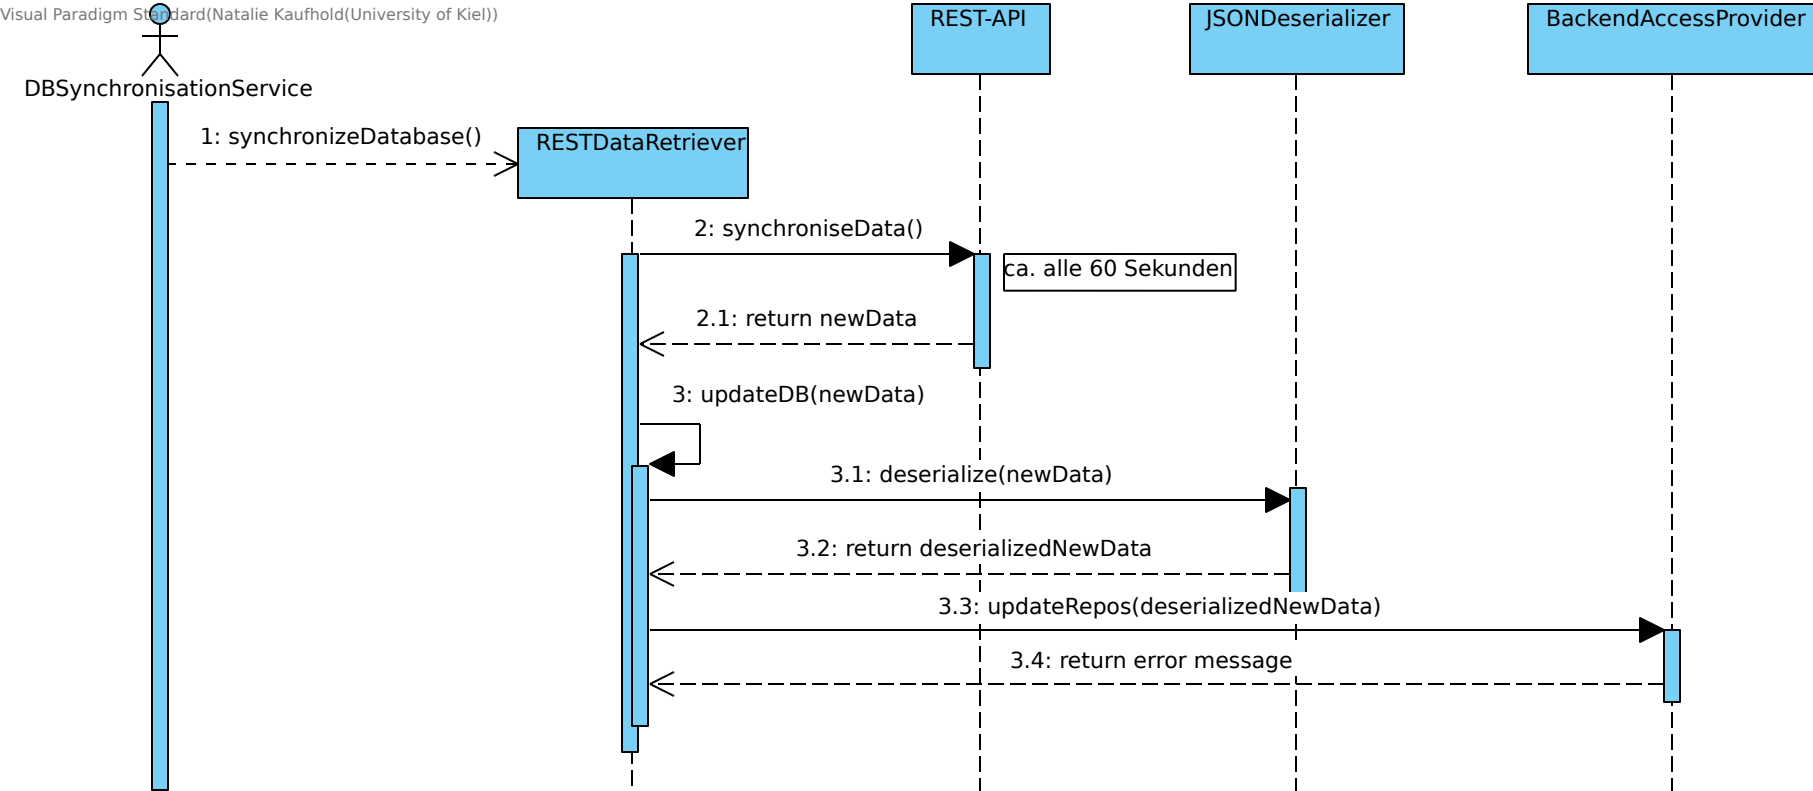 Visual Paradigm Standard(Natalie Kaufhold(University of Kiel))
REST-API
JSONDeserializer
BackendAccessProvider
DBSynchronisationService
1: synchronizeDatabase()
RESTDataRetriever
2: synchroniseData()
ca. alle 60 Sekunden
2.1: return newData
3: updateDB(newData)
3.1: deserialize(newData)
3.2: return deserializedNewData
3.3: updateRepos(deserializedNewData)
3.4: return error message